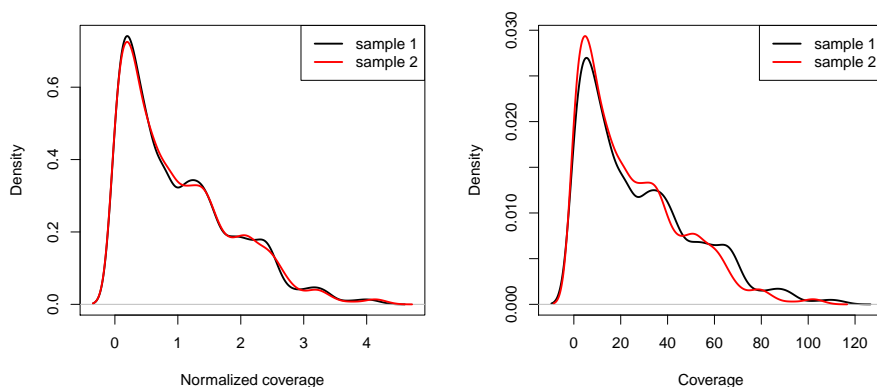 sample 1
sample 2
Density
0.0
0.2
0.4
0.6
0 1 2 3 4
Normalized coverage
sample 1
sample 2
Density
0.000
0.010
0.020
0.030
0 20 40 60 80 100 120
Coverage